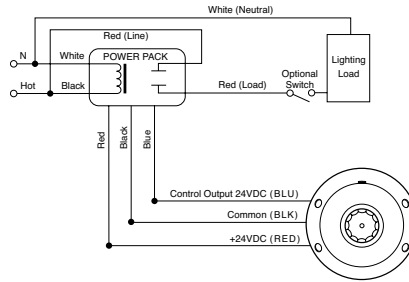 White (Neutral)
Red (Line)
N
White
POWER PACK
Hot
Black
Red (Load)
Optional
Switch
Lighting
Load
Red
Black
Blue
Control Output 24VDC (BLU)
Common (BLK)
+24VDC (RED)